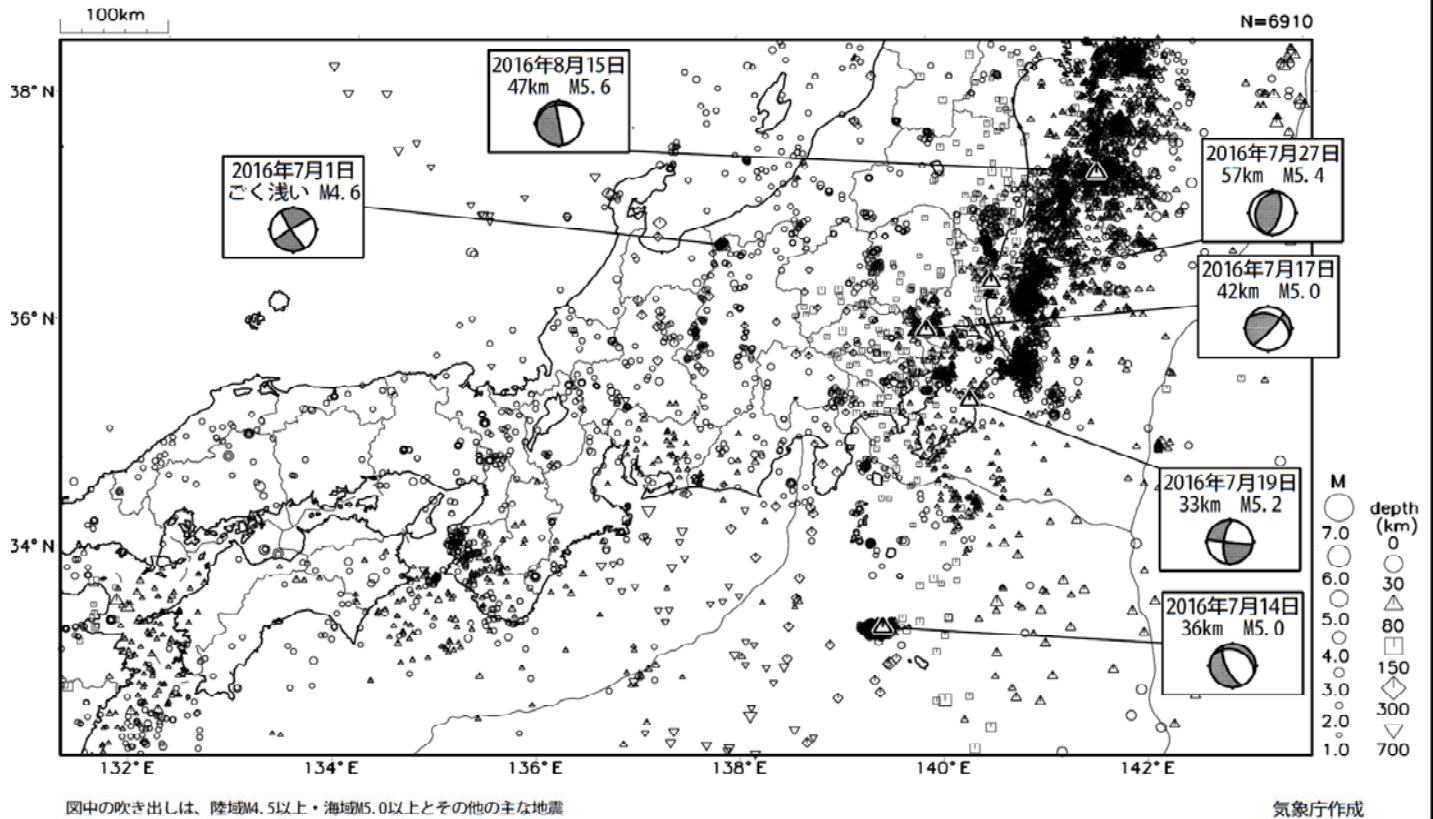 100km
N=6910
2016年8月15日
47km M5.6
38°N
2016年7月1日
ごく浅い M4.6
2016年7月27日
57km M5.4
2016年7月17日
42km M5.0
36°N
2016年7月19日
33km M5.2
34°N
2016年7月14日
36km M5.0
M
7.0
6.0
5.0
4.0
3.0
2.0
1.0
depth
(km)
0
30
80
150
300
700
132°E
134°E
136°E
138°E
140°E
142°E
図中の吹き出しは、陸域M4.5以上・海域M5.0以上とその他の主な地震
気象庁作成